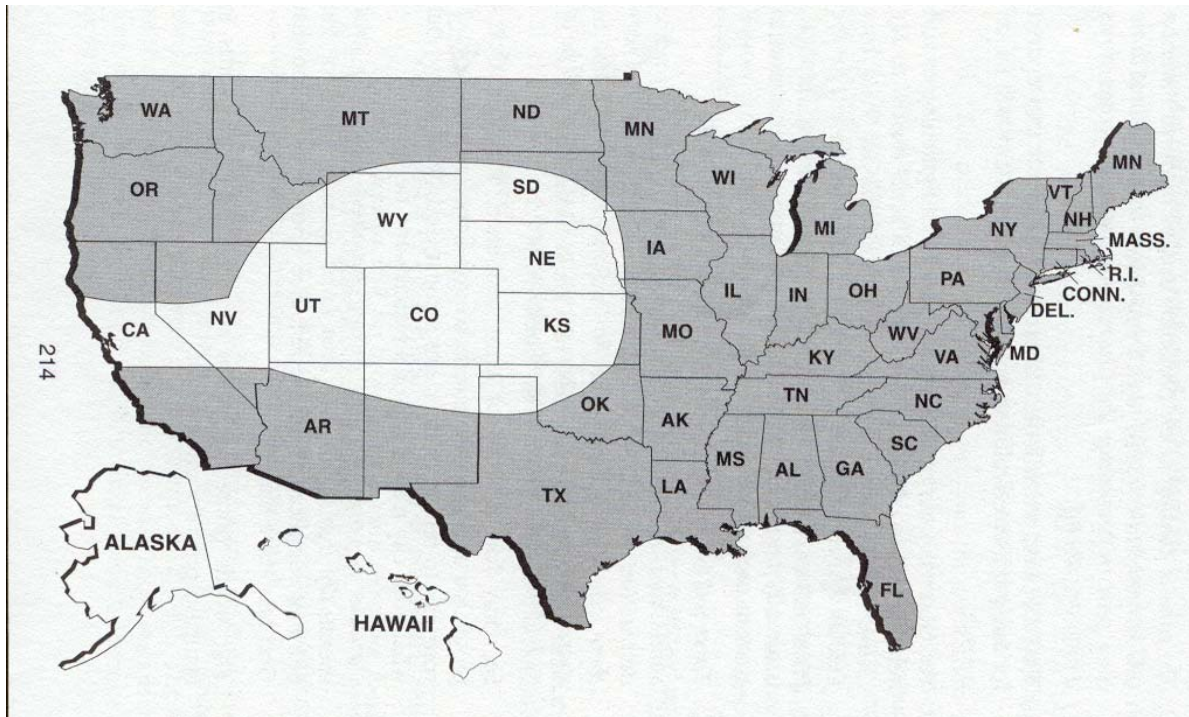 WA
MT
ND
MN
OR
SD
WI
WY
MI
VT
MN
NH
NY
MASS.
R.I.
CONN.
DEL.
IA
NE
PA
NV
UT
CO
CA
KS
IL
IN
OH
MO
WV
KY
VA
MD
214
TN
NC
AR
OK
AK
SC
MS
AL
GA
LA
TX
ALASKA
HAWAII
FL